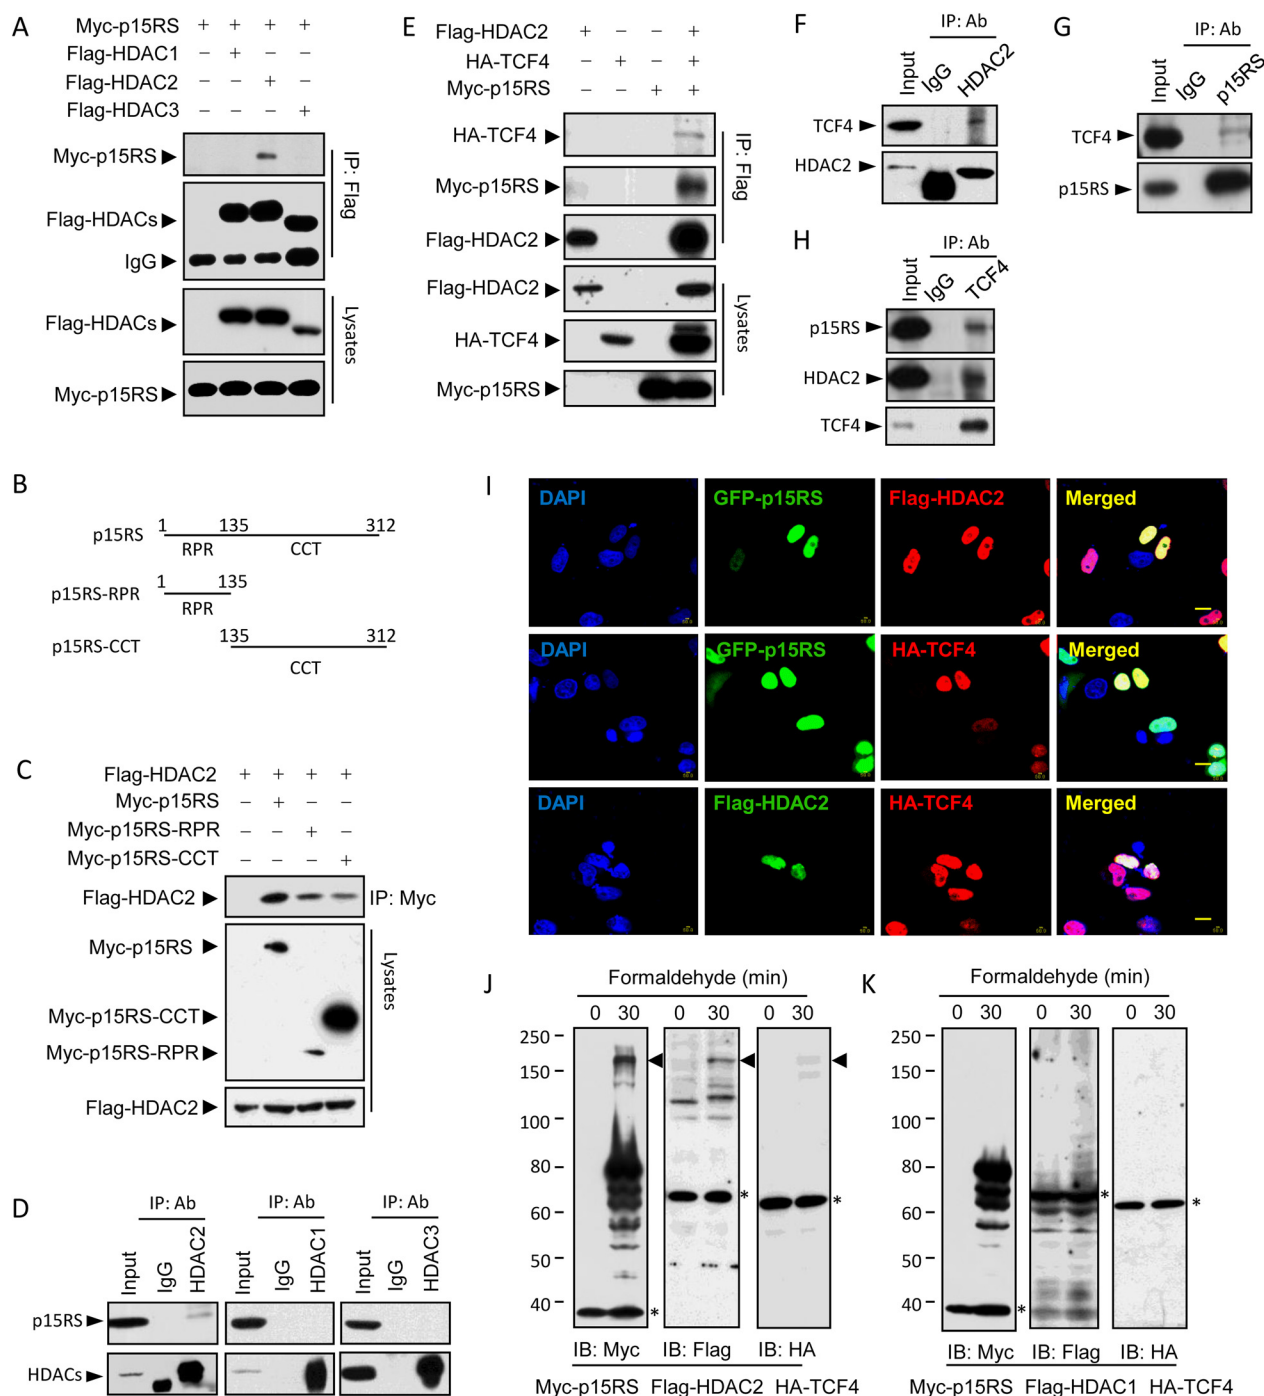 A
Myc-p15RS + + + +
Flag-HDAC1 − + − −
Flag-HDAC2 − − + −
Flag-HDAC3 − − − +
Myc-p15RS
Flag-HDACs
IgG
IP: Flag
Flag-HDACs
Myc-p15RS
Lysates
B
p15RS 1 135 312
RPR CCT
p15RS-RPR 1 135
RPR
p15RS-CCT 135 312
CCT
C
Flag-HDAC2 + + + +
Myc-p15RS − + − −
Myc-p15RS-RPR − − + −
Myc-p15RS-CCT − − − +
Flag-HDAC2 IP: Myc
Myc-p15RS
Myc-p15RS-CCT
Myc-p15RS-RPR
Flag-HDAC2
Lysates
D
IP: Ab IP: Ab IP: Ab
Input IgG HDAC2 Input IgG HDAC1 Input IgG HDAC3
p15RS
HDACs
E
Flag-HDAC2 + − − +
HA-TCF4 − + − +
Myc-p15RS − − + +
HA-TCF4
Myc-p15RS
Flag-HDAC2
IP: Flag
Flag-HDAC2
HA-TCF4
Myc-p15RS
Lysates
F
IP: Ab
Input IgG HDAC2
TCF4
HDAC2
G
IP: Ab
Input IgG p15RS
TCF4
p15RS
H
IP: Ab
Input IgG TCF4
p15RS
HDAC2
TCF4
I
DAPI GFP-p15RS Flag-HDAC2 Merged
DAPI GFP-p15RS HA-TCF4 Merged
DAPI Flag-HDAC2 HA-TCF4 Merged
J
Formaldehyde (min)
0 30 0 30 0 30
250
150
100
80
60
50
40
*
*
*
IB: Myc IB: Flag IB: HA
Myc-p15RS Flag-HDAC2 HA-TCF4
K
Formaldehyde (min)
0 30 0 30 0 30
250
150
100
80
60
50
40
*
*
*
IB: Myc IB: Flag IB: HA
Myc-p15RS Flag-HDAC1 HA-TCF4